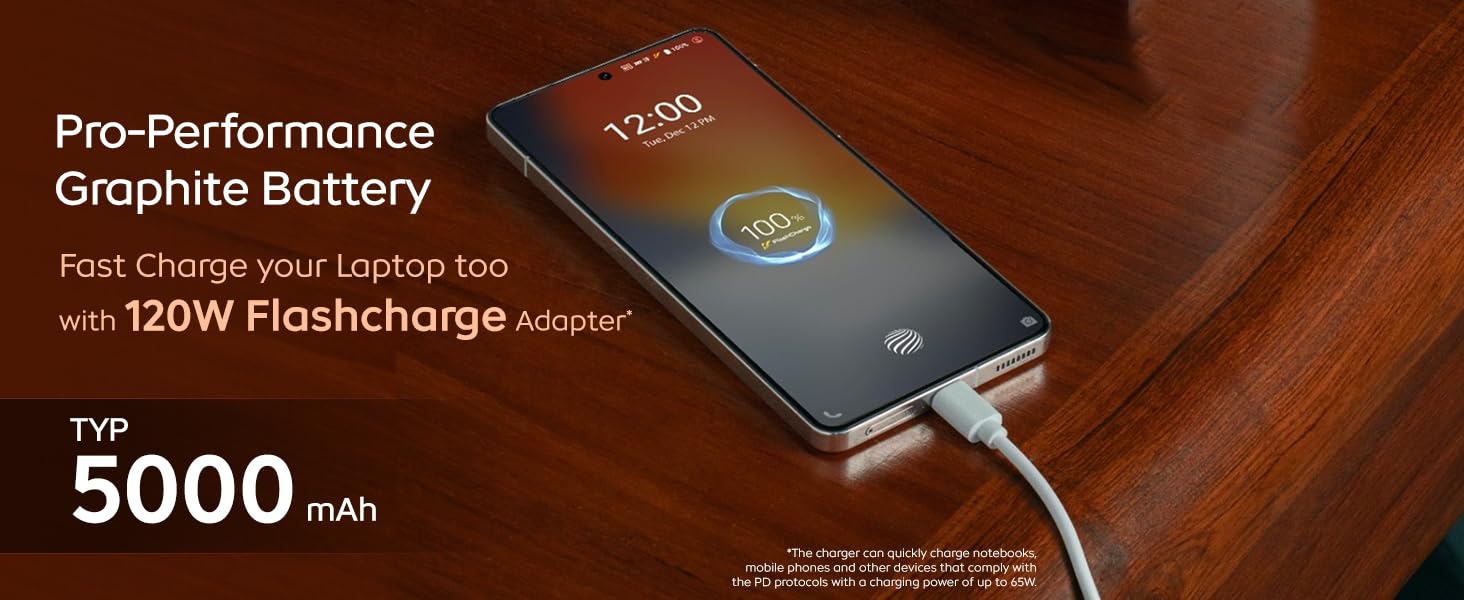 Pro-Performance
Graphite Battery
Fast Charge your Laptop too
with 120W Flashcharge Adapter*
TYP
5000 mAh
100%
12:00
Tue, Dec 12 PM
100%
FlashCharge
*The charger can quickly charge notebooks,
mobile phones and other devices that comply with
the PD protocols with a charging power of up to 65W.